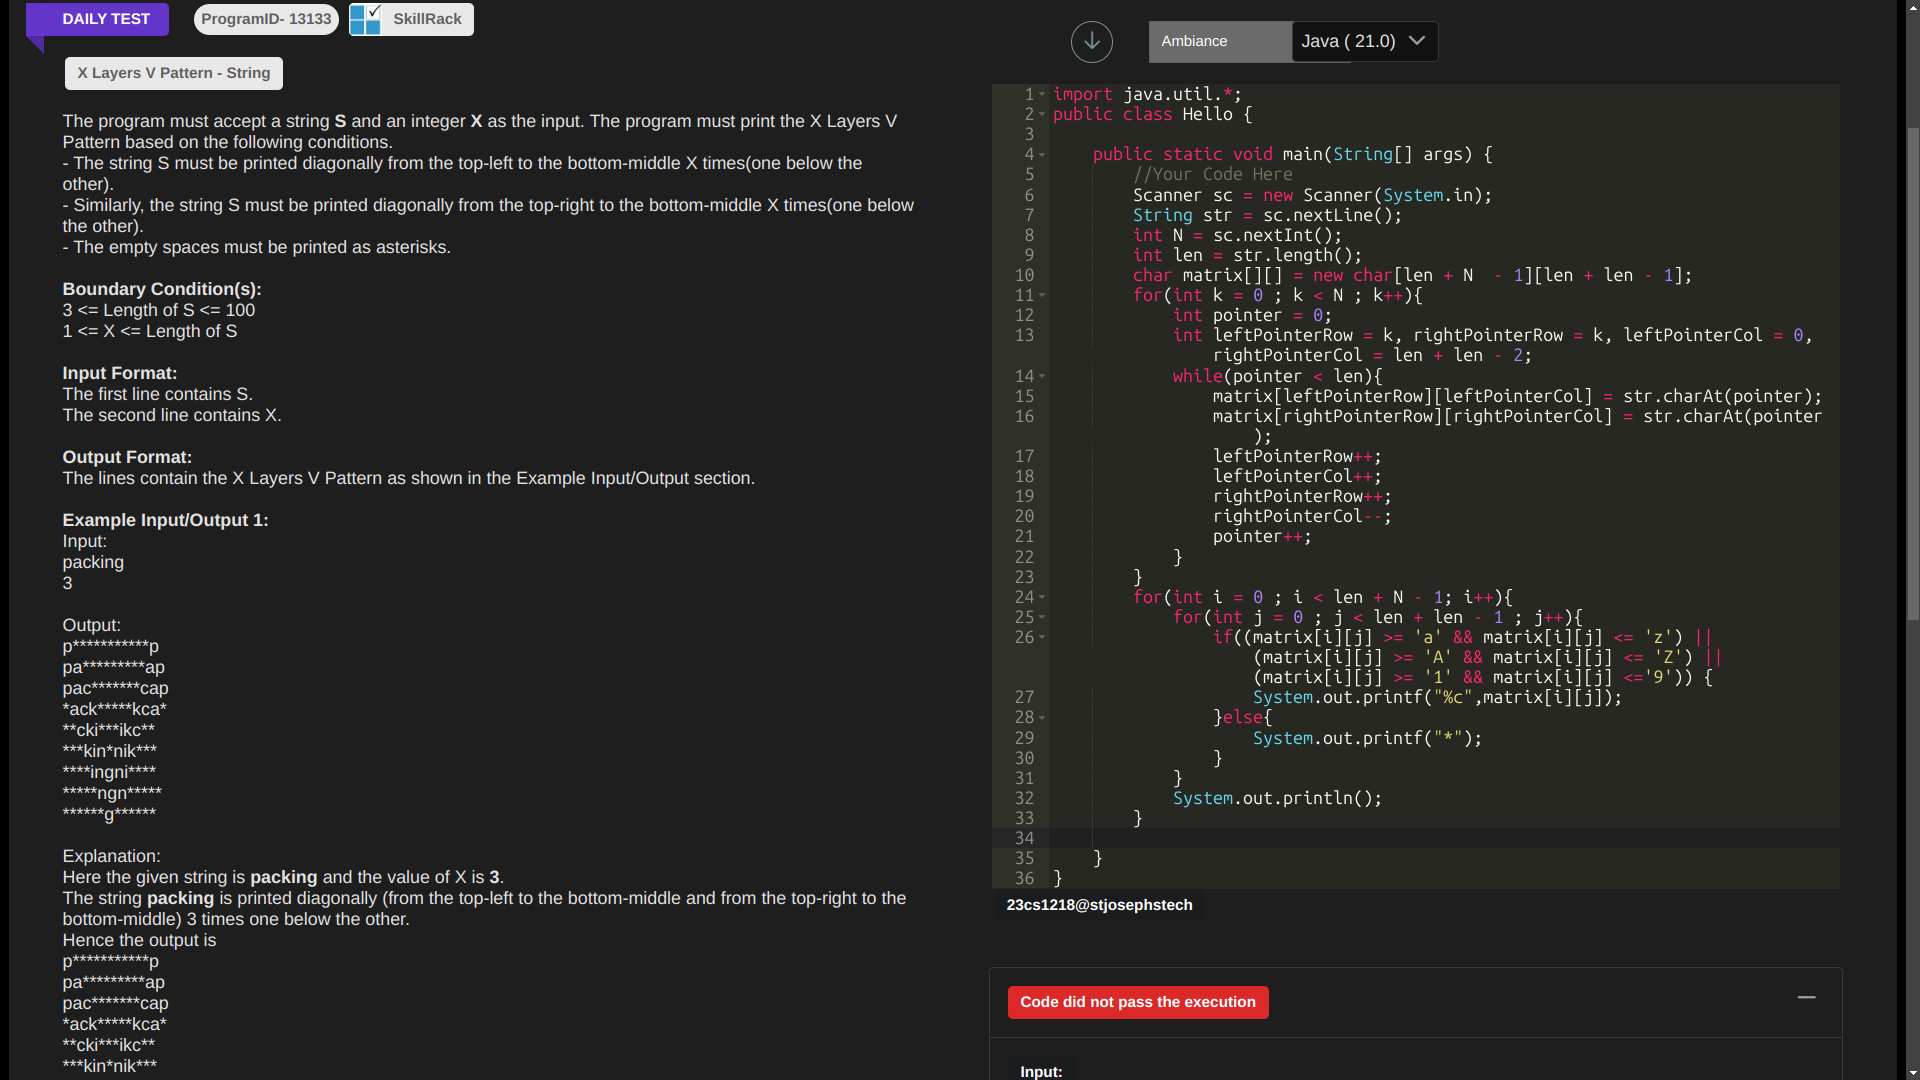 DAILY TEST
ProgramID- 13133
SkillRack
X Layers V Pattern - String
The program must accept a string S and an integer X as the input. The program must print the X Layers V
Pattern based on the following conditions.
- The string S must be printed diagonally from the top-left to the bottom-middle X times(one below the
other).
- Similarly, the string S must be printed diagonally from the top-right to the bottom-middle X times(one below
the other).
- The empty spaces must be printed as asterisks.
Boundary Condition(s):
3 <= Length of S <= 100
1 <= X <= Length of S
Input Format:
The first line contains S.
The second line contains X.
Output Format:
The lines contain the X Layers V Pattern as shown in the Example Input/Output section.
Example Input/Output 1:
Input:
packing
3
Output:
p***********p
pa*********ap
pac*******cap
*ack*****kca*
**cki***ikc**
***kin*nik***
****ingni****
*****ngn*****
******g******
Explanation:
Here the given string is packing and the value of X is 3.
The string packing is printed diagonally (from the top-left to the bottom-middle and from the top-right to the
bottom-middle) 3 times one below the other.
Hence the output is
p***********p
pa*********ap
pac*******cap
*ack*****kca*
**cki***ikc**
***kin*nik***
Ambiance
Java ( 21.0)
1 import java.util.*;
2 public class Hello {
3
4 public static void main(String[] args) {
5 //Your Code Here
6 Scanner sc = new Scanner(System.in);
7 String str = sc.nextLine();
8 int N = sc.nextInt();
9 int len = str.length();
10 char matrix[][] = new char[len + N  - 1][len + len - 1];
11 for(int k = 0 ; k < N ; k++){
12 int pointer = 0;
13 int leftPointerRow = k, rightPointerRow = k, leftPointerCol = 0,
rightPointerCol = len + len - 2;
14 while(pointer < len){
15 matrix[leftPointerRow][leftPointerCol] = str.charAt(pointer);
16 matrix[rightPointerRow][rightPointerCol] = str.charAt(pointer
);
17 leftPointerRow++;
18 leftPointerCol++;
19 rightPointerRow++;
20 rightPointerCol--;
21 pointer++;
22 }
23 }
24 for(int i = 0 ; i < len + N - 1; i++){
25 for(int j = 0 ; j < len + len - 1 ; j++){
26 if((matrix[i][j] >= 'a' && matrix[i][j] <= 'z') ||
(matrix[i][j] >= 'A' && matrix[i][j] <= 'Z') ||
(matrix[i][j] >= '1' && matrix[i][j] <='9')) {
27 System.out.printf("%c",matrix[i][j]);
28 }else{
29 System.out.printf("*");
30 }
31 }
32 System.out.println();
33 }
34
35 }
36 }
23cs1218@stjosephstech
Code did not pass the execution
Input: